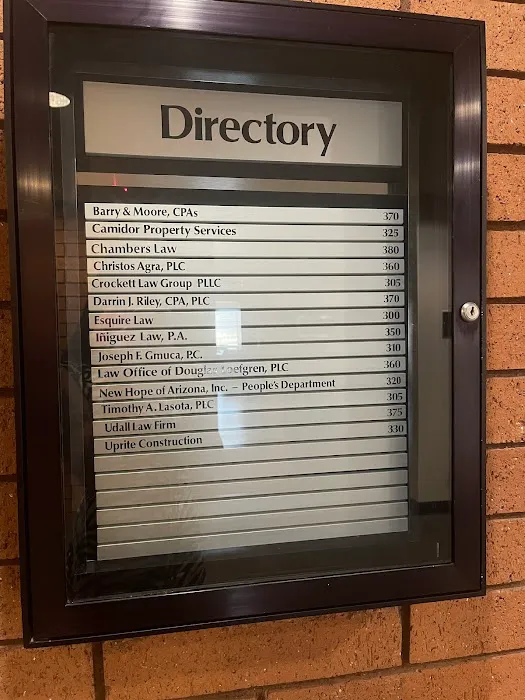 Directory
Barry & Moore, CPAs 370
Camidor Property Services 325
Chambers Law 380
Christos Agra, PLC 360
Crockett Law Group PLLC 305
Darrin J. Riley, CPA, PLC 370
Esquire Law 300
Iñiguez Law, P.A. 350
Joseph F. Gmuca, P.C. 310
Law Office of Douglas Loefgren, PLC 360
New Hope of Arizona, Inc. – People's Department 320
Timothy A. Lasota, PLC 305
Udall Law Firm 375
Uprite Construction 330